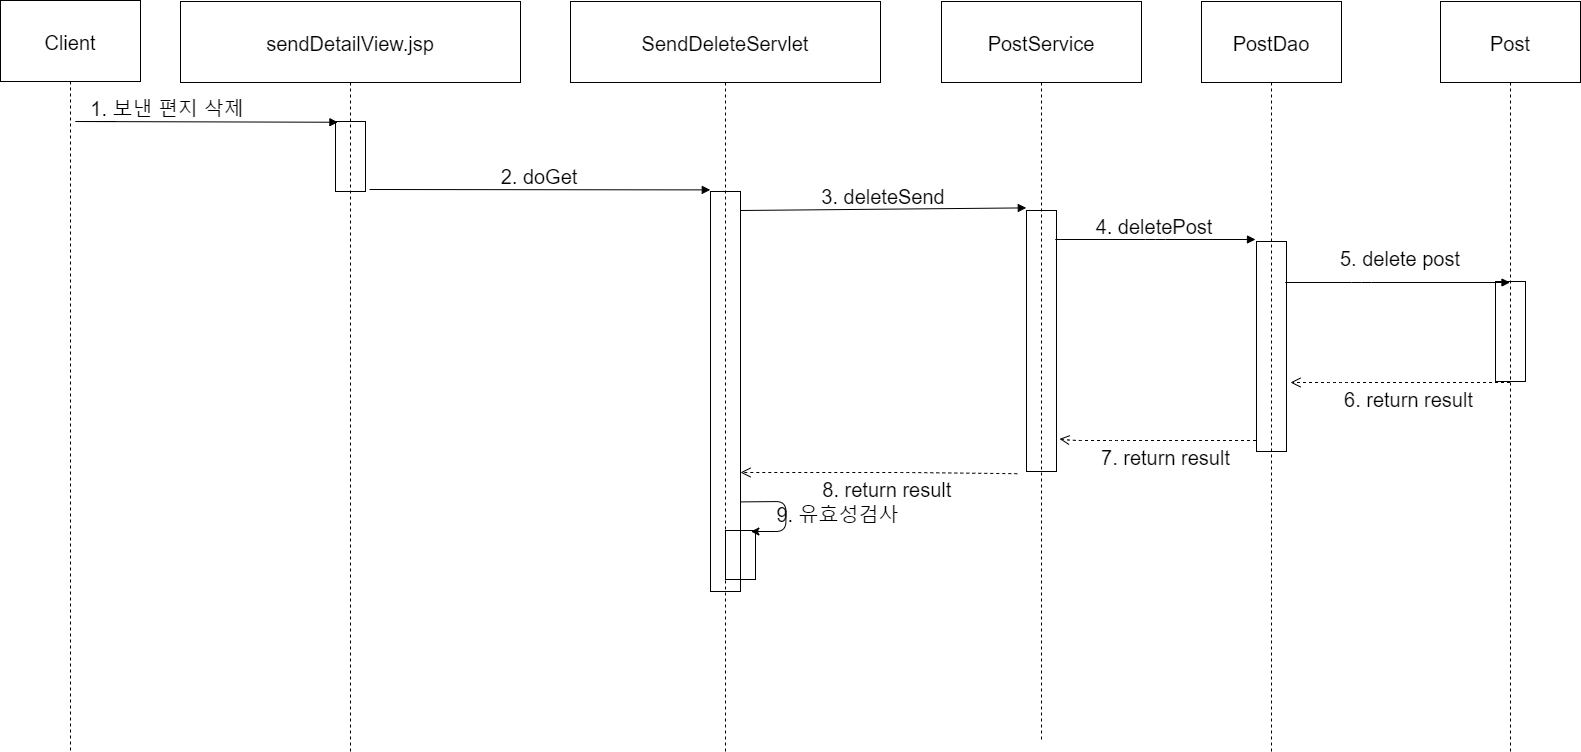 Client
sendDetailView.jsp
SendDeleteServlet
PostService
PostDao
Post
1. 보낸 편지 삭제
2. doGet
3. deleteSend
4. deletePost
5. delete post
6. return result
7. return result
8. return result
9. 유효성검사